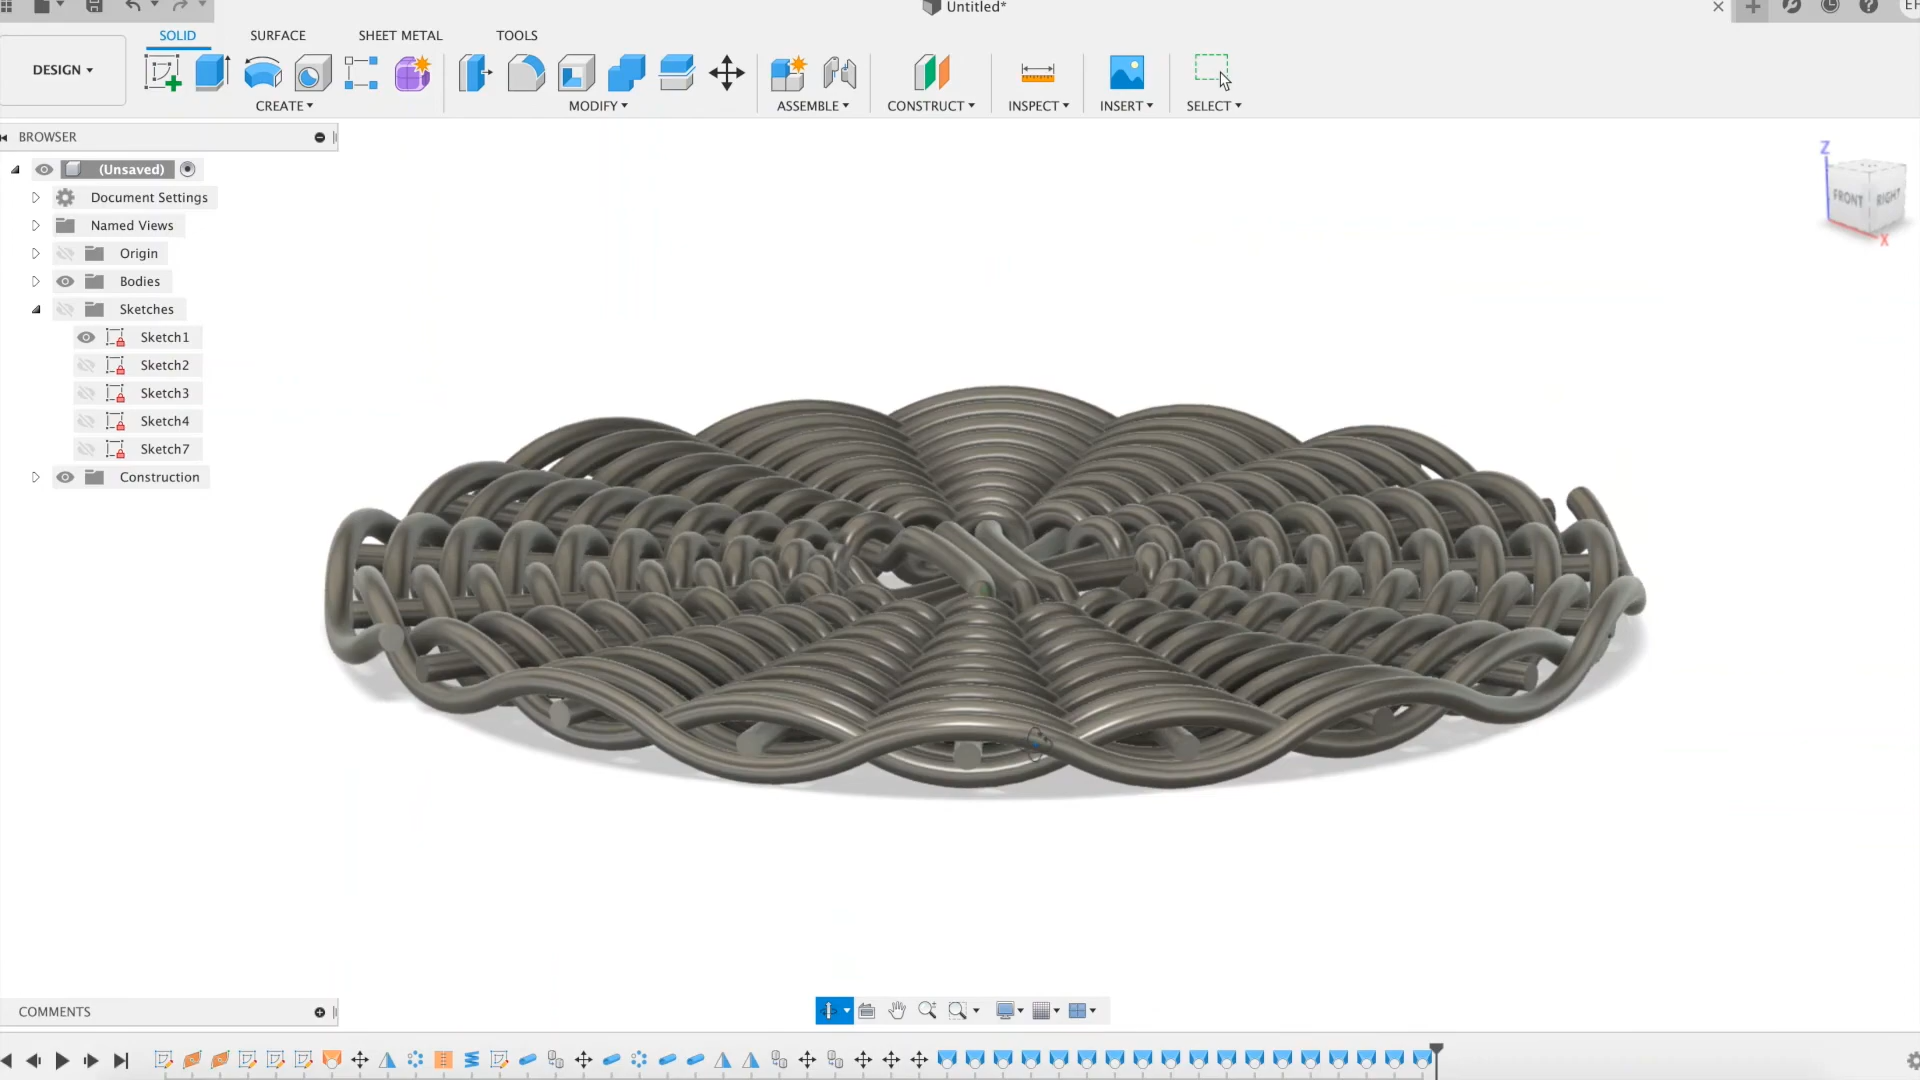 Untitled*
EH
DESIGN
SOLID
SURFACE
SHEET METAL
TOOLS
CREATE
MODIFY
ASSEMBLE
CONSTRUCT
INSPECT
INSERT
SELECT
BROWSER
(Unsaved)
Document Settings
Named Views
Origin
Bodies
Sketches
Sketch1
Sketch2
Sketch3
Sketch4
Sketch7
Construction
Z
FRONT
RIGHT
X
COMMENTS